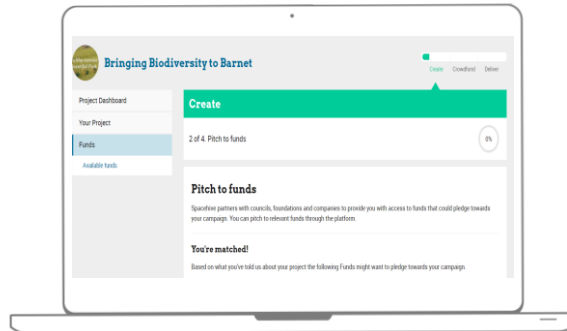 Bringing Biodiversity to Barnet
Create Crowdfund Deliver
Project Dashboard
Your Project
Funds
Available funds
Create
2 of 4. Pitch to funds
0%
Pitch to funds
Spacehive partners with councils, foundations and companies to provide you with access to funds that could pledge towards
your campaign. You can pitch to relevant funds through the platform.
You're matched!
Based on what you've told us about your project the following Funds might want to pledge towards your campaign.